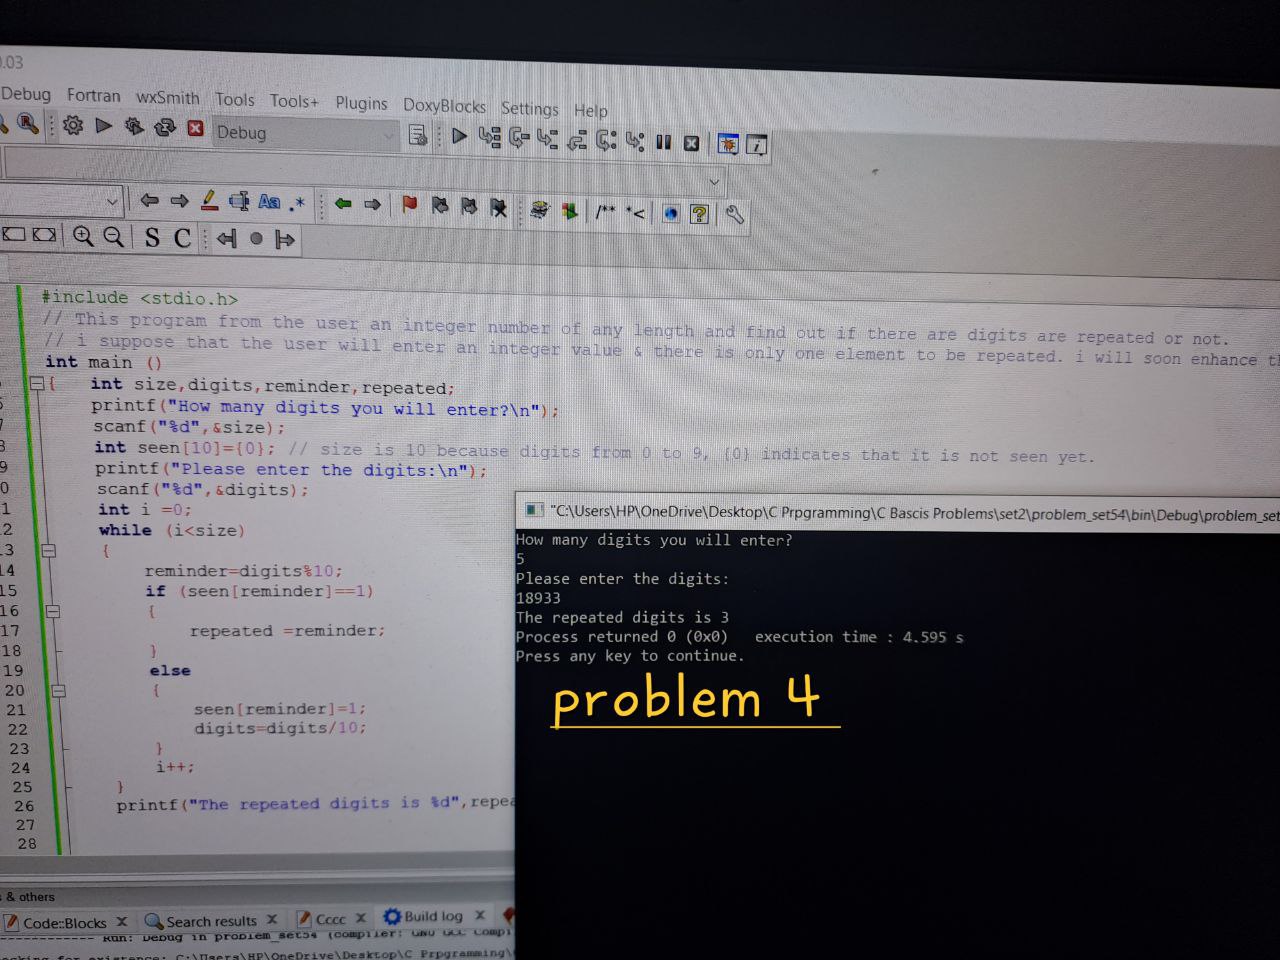 .03
Debug Fortran wxSmith Tools Tools+ Plugins DoxyBlocks Settings Help
Debug
/** *<
S C
#include <stdio.h>
// This program from the user an integer number of any length and find out if there are digits are repeated or not.
// i suppose that the user will enter an integer value & there is only one element to be repeated. i will soon enhance
int main ()
{ int size,digits,reminder,repeated;
printf("How many digits you will enter?\n");
scanf("%d",&size);
8 int seen[10]={0}; // size is 10 because digits from 0 to 9, {0} indicates that it is not seen yet.
9 printf("Please enter the digits:\n");
0 scanf("%d",&digits);
1 int i =0;
2 while (i<size)
3 {
14 reminder=digits%10;
15 if (seen[reminder]==1)
16 {
17 repeated =reminder;
18 }
19 else
20 {
21 seen[reminder]=1;
22 digits=digits/10;
23 }
24 i++;
25 }
26 printf("The repeated digits is %d",repea
27
28
"C:\Users\HP\OneDrive\Desktop\C Prpgramming\C Bascis Problems\set2\problem_set54\bin\Debug\problem_set
How many digits you will enter?
5
Please enter the digits:
18933
The repeated digits is 3
Process returned 0 (0x0) execution time : 4.595 s
Press any key to continue.
problem 4
& others
Code::Blocks X Search results X Cccc X Build log X
Run: Debug in problem_set54 (compiler: GNU GCC Compi
king for existence: C:\Users\HP\OneDrive\Desktop\C Prpgramming\